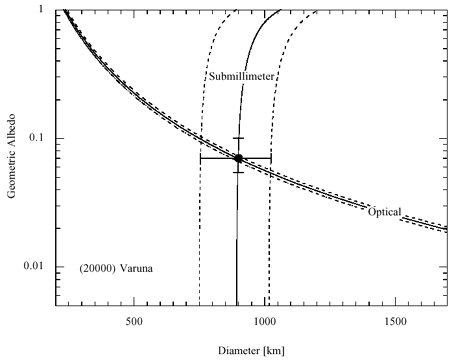 1
Submillimeter
0.1
Geometric Albedo
Optical
0.01
(20000) Varuna
500
1000
1500
Diameter [km]